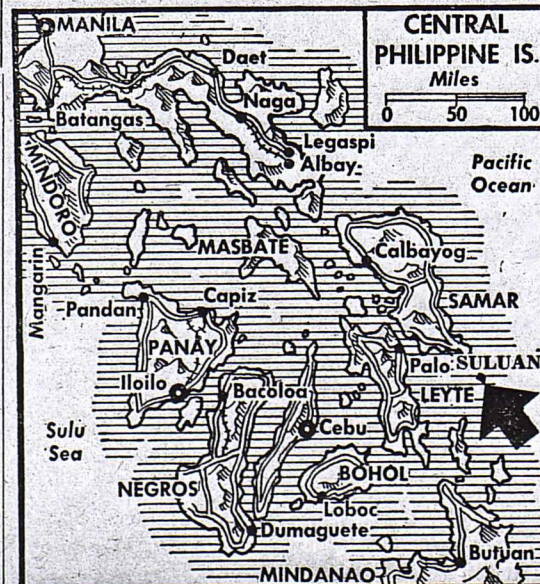 MANILA
CENTRAL
PHILIPPINE IS.
Miles
0 50 100
Daet
Naga
Batangas
Legaspi
Albay
Pacific
Ocean
MINDORO
MASBATE
Calbayog
Mangarin
Pandan
Capiz
SAMAR
PANAY
Palo
SULUAN
Iloilo
Bacoloa
LEYTE
Cebu
Sulu
Sea
BOHOL
NEGROS
Loboc
Dumaguete
Butuan
MINDANAO